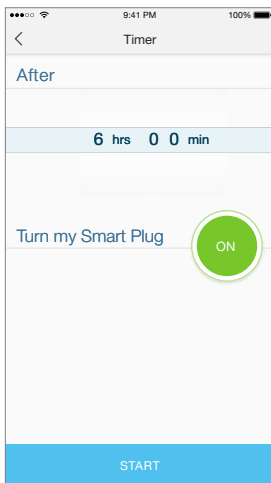 9:41 PM 100%
Timer
After
6 hrs 0 0 min
Turn my Smart Plug ON
START